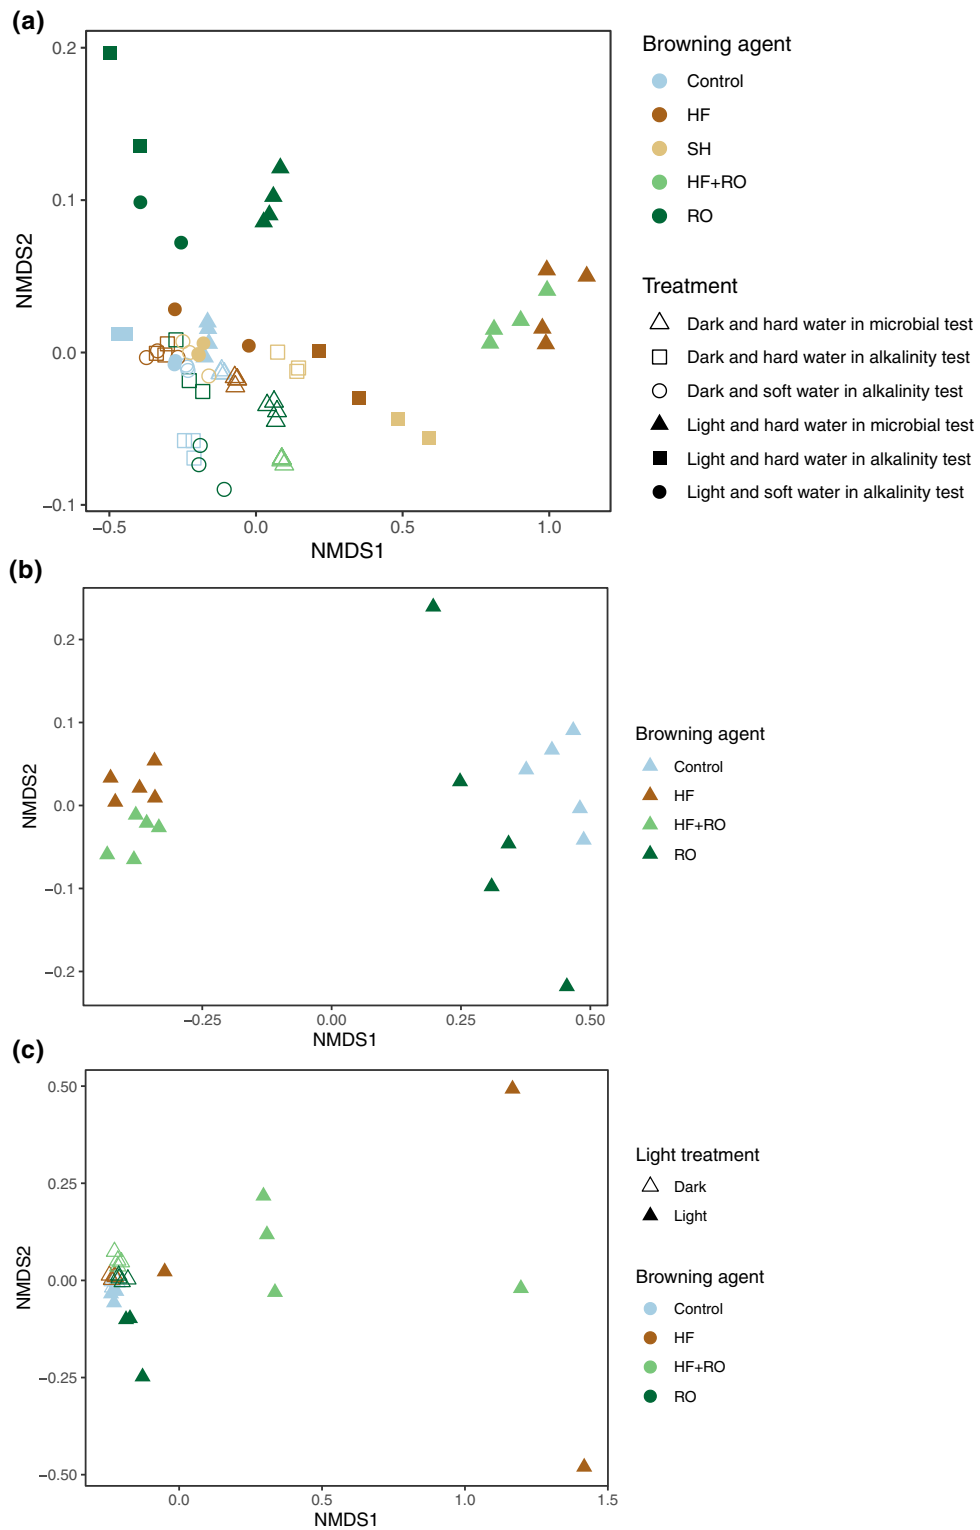 (a)
0.2
0.1
0.0
−0.1
NMDS2
−0.5
0.0
0.5
1.0
NMDS1
Browning agent
Control
HF
SH
HF+RO
RO
Treatment
Dark and hard water in microbial test
Dark and hard water in alkalinity test
Dark and soft water in alkalinity test
Light and hard water in microbial test
Light and hard water in alkalinity test
Light and soft water in alkalinity test
(b)
0.2
0.1
0.0
−0.1
−0.2
NMDS2
−0.25
0.00
0.25
0.50
NMDS1
Browning agent
Control
HF
HF+RO
RO
(c)
0.50
0.25
0.00
−0.25
−0.50
NMDS2
0.0
0.5
1.0
1.5
NMDS1
Light treatment
Dark
Light
Browning agent
Control
HF
HF+RO
RO